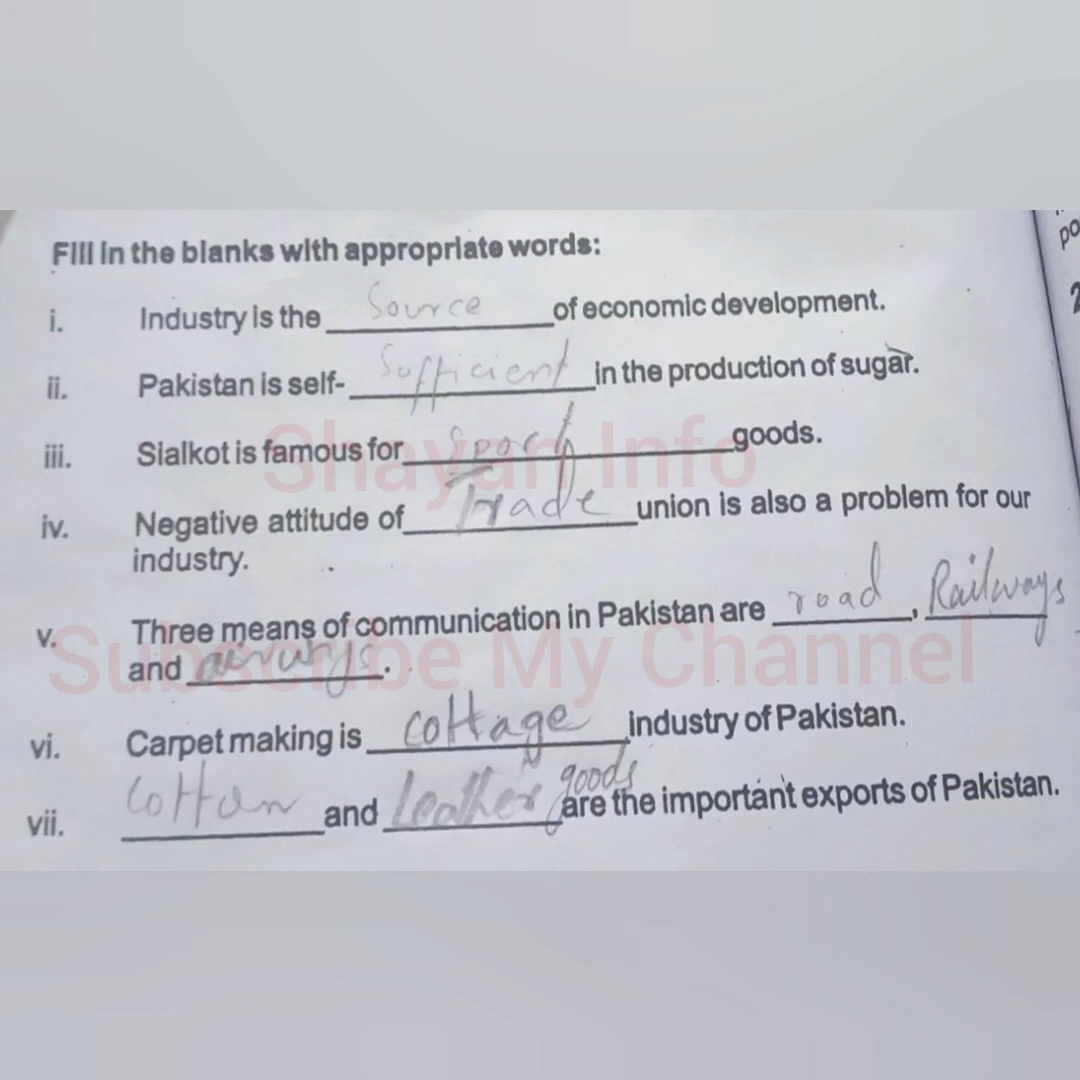 Fill in the blanks with appropriate words:
i. Industry is the Source of economic development.
ii. Pakistan is self- Sufficient in the production of sugar.
iii. Sialkot is famous for goods.
Shayan Info
iv. Negative attitude of Trade union is also a problem for our
industry.
v. Three means of communication in Pakistan are road, Railways
and airways.
Subscribe My Channel
vi. Carpet making is cottage industry of Pakistan.
vii. Cotton and Leather goods are the important exports of Pakistan.
po
2